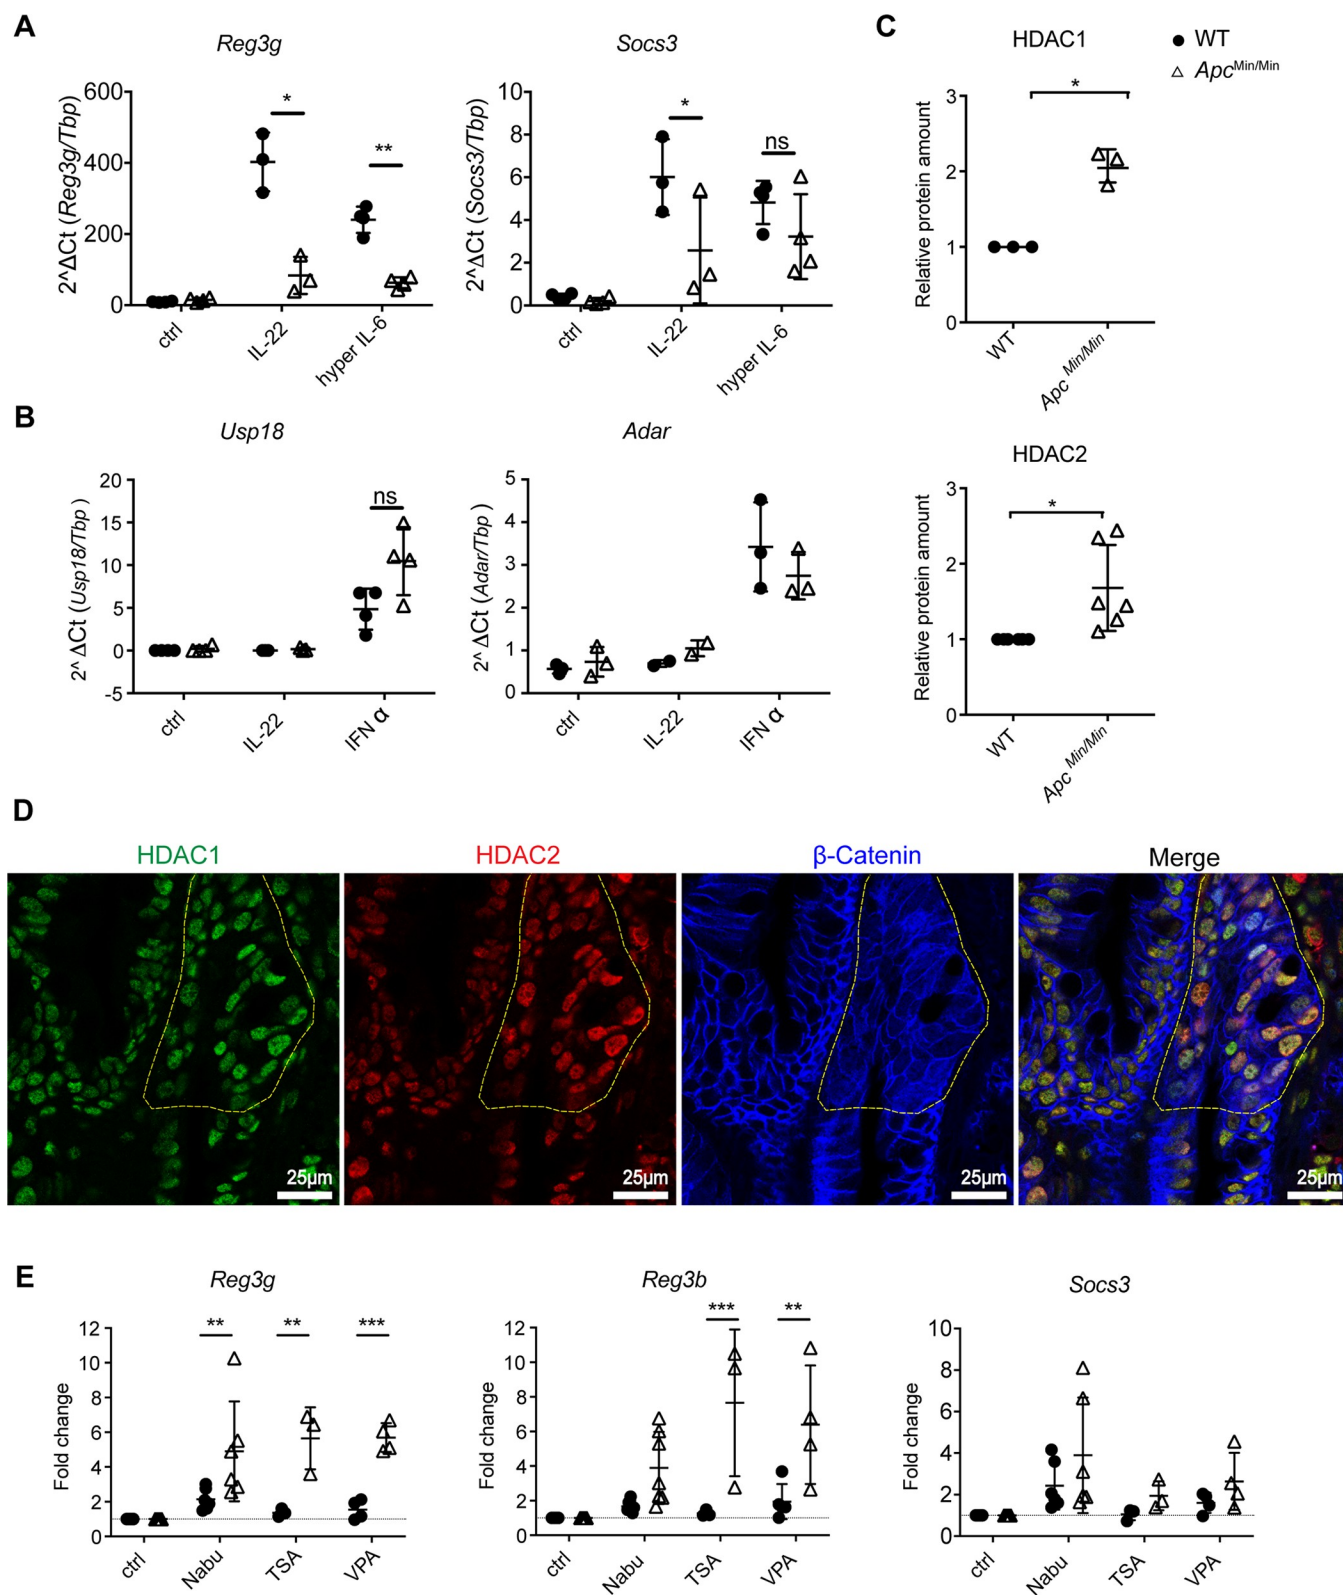 A
Reg3g
2^ΔCt (Reg3g/Tbp)
600
400
200
0
*
**
ctrl
IL-22
hyper IL-6
Socs3
2^ΔCt (Socs3/Tbp)
10
8
6
4
2
0
*
ns
ctrl
IL-22
hyper IL-6
C
HDAC1
WT
Apc Min/Min
Relative protein amount
3
2
1
0
*
WT
Apc Min/Min
B
Usp18
2^ ΔCt (Usp18/Tbp )
20
15
10
5
0
-5
ns
ctrl
IL-22
IFN α
Adar
2^ ΔCt (Adar/Tbp )
5
4
3
2
1
0
ctrl
IL-22
IFN α
HDAC2
Relative protein amount
3
2
1
0
*
WT
Apc Min/Min
D
HDAC1
HDAC2
β-Catenin
Merge
25μm
25μm
25μm
25μm
E
Reg3g
Fold change
12
10
8
6
4
2
0
**
**
***
ctrl
Nabu
TSA
VPA
Reg3b
Fold change
12
10
8
6
4
2
0
***
**
ctrl
Nabu
TSA
VPA
Socs3
Fold change
10
8
6
4
2
0
ctrl
Nabu
TSA
VPA